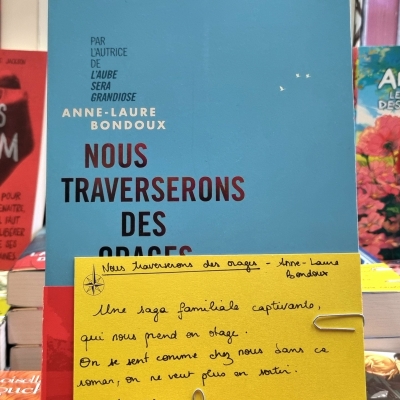 PAR
L'AUTRICE
DE
L'AUBE
SERA
GRANDIOSE
ANNE-LAURE
BONDOUX
NOUS
TRAVERSERONS
DES
ORAGES
Nous traverserons des orages - Anne-Laure
Bondoux
Une saga familiale captivante,
qui nous prend en otage.
On se sent comme chez nous dans ce
roman, on ne veut plus en sortir.